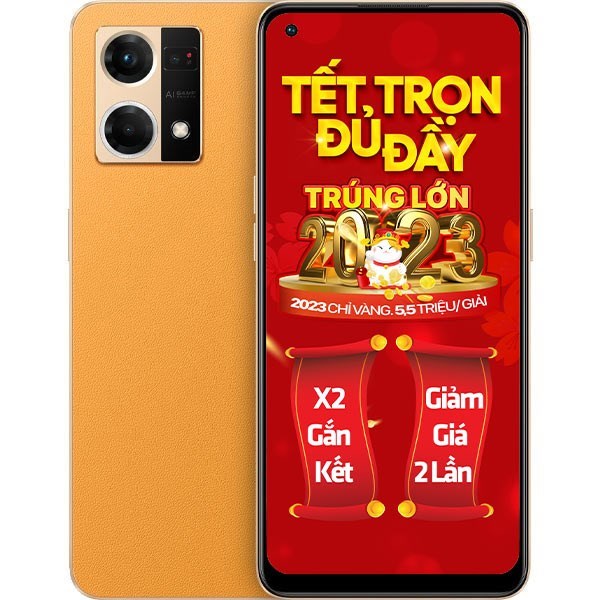 TẾT TRỌN
ĐỦ ĐẦY
TRÚNG LỚN
2023
2023 CHỈ VÀNG. 5,5 TRIỆU/ GIẢI
X2
Gắn
Kết
Giảm
Giá
2 Lần
AI